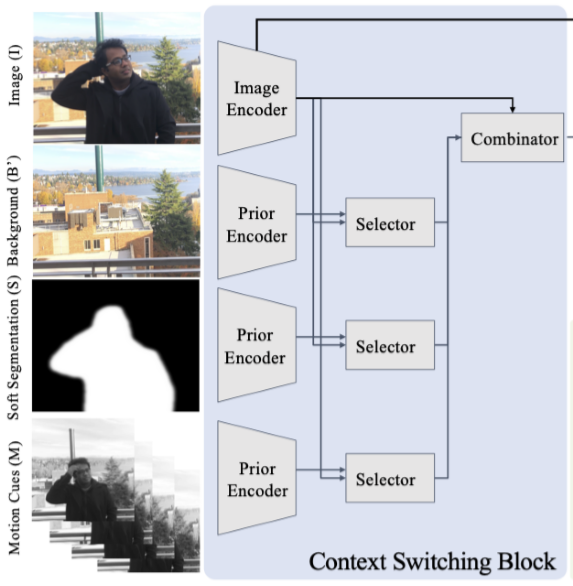 Image (I)
Image
Encoder
Combinator
Background (B’)
Prior
Encoder
Selector
Soft Segmentation (S)
Prior
Encoder
Selector
Motion Cues (M)
Prior
Encoder
Selector
Context Switching Block